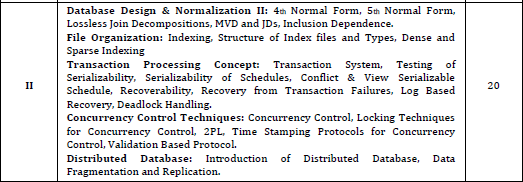 Database Design & Normalization II: 4th Normal Form, 5th Normal Form,
Lossless Join Decompositions, MVD and JDs, Inclusion Dependence.
File Organization: Indexing, Structure of Index files and Types, Dense and
Sparse Indexing
Transaction Processing Concept: Transaction System, Testing of
Serializability, Serializability of Schedules, Conflict & View Serializable
Schedule, Recoverability, Recovery from Transaction Failures, Log Based
Recovery, Deadlock Handling.
Concurrency Control Techniques: Concurrency Control, Locking Techniques
for Concurrency Control, 2PL, Time Stamping Protocols for Concurrency
Control, Validation Based Protocol.
Distributed Database: Introduction of Distributed Database, Data
Fragmentation and Replication.
II
20